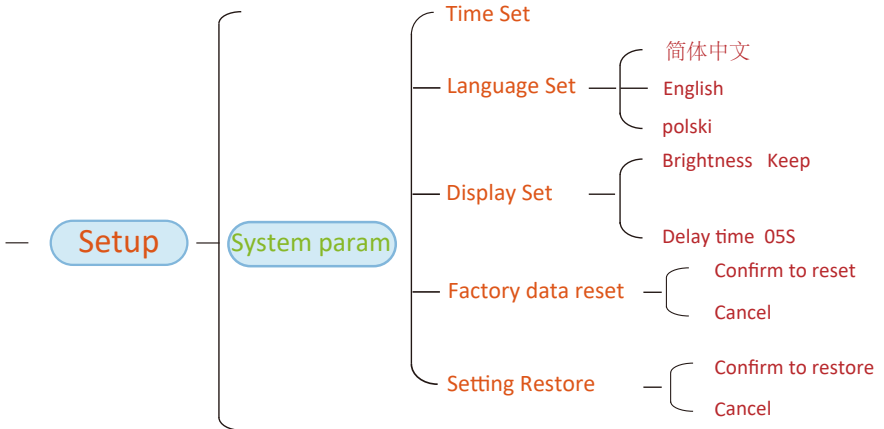 Setup
System param
Time Set
Language Set
简体中文
English
polski
Display Set
Brightness Keep
Delay time 05S
Factory data reset
Confirm to reset
Cancel
Setting Restore
Confirm to restore
Cancel